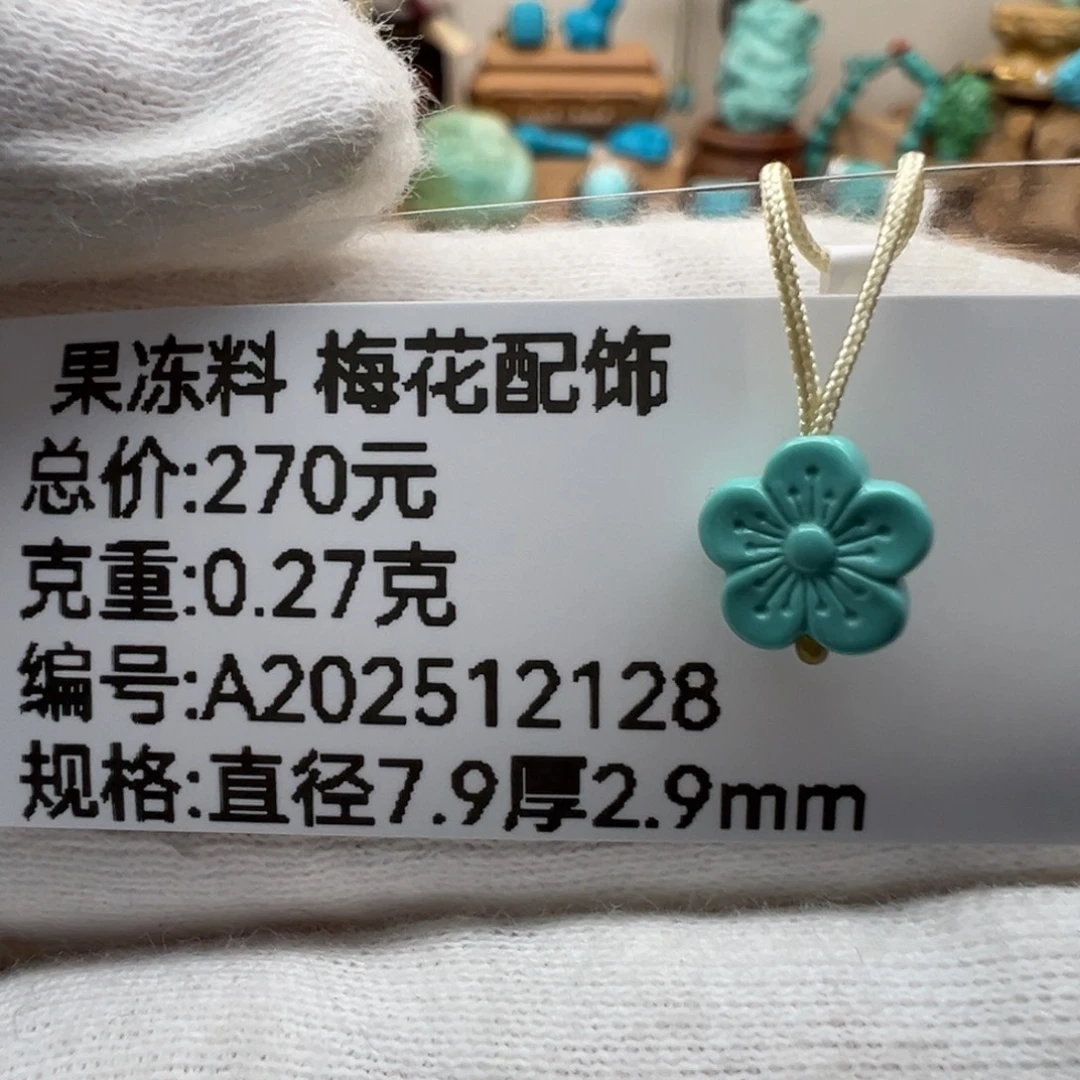 果冻料 梅花配饰
总价:270元
克重:0.27克
编号:A202512128
规格:直径7.9厚2.9mm